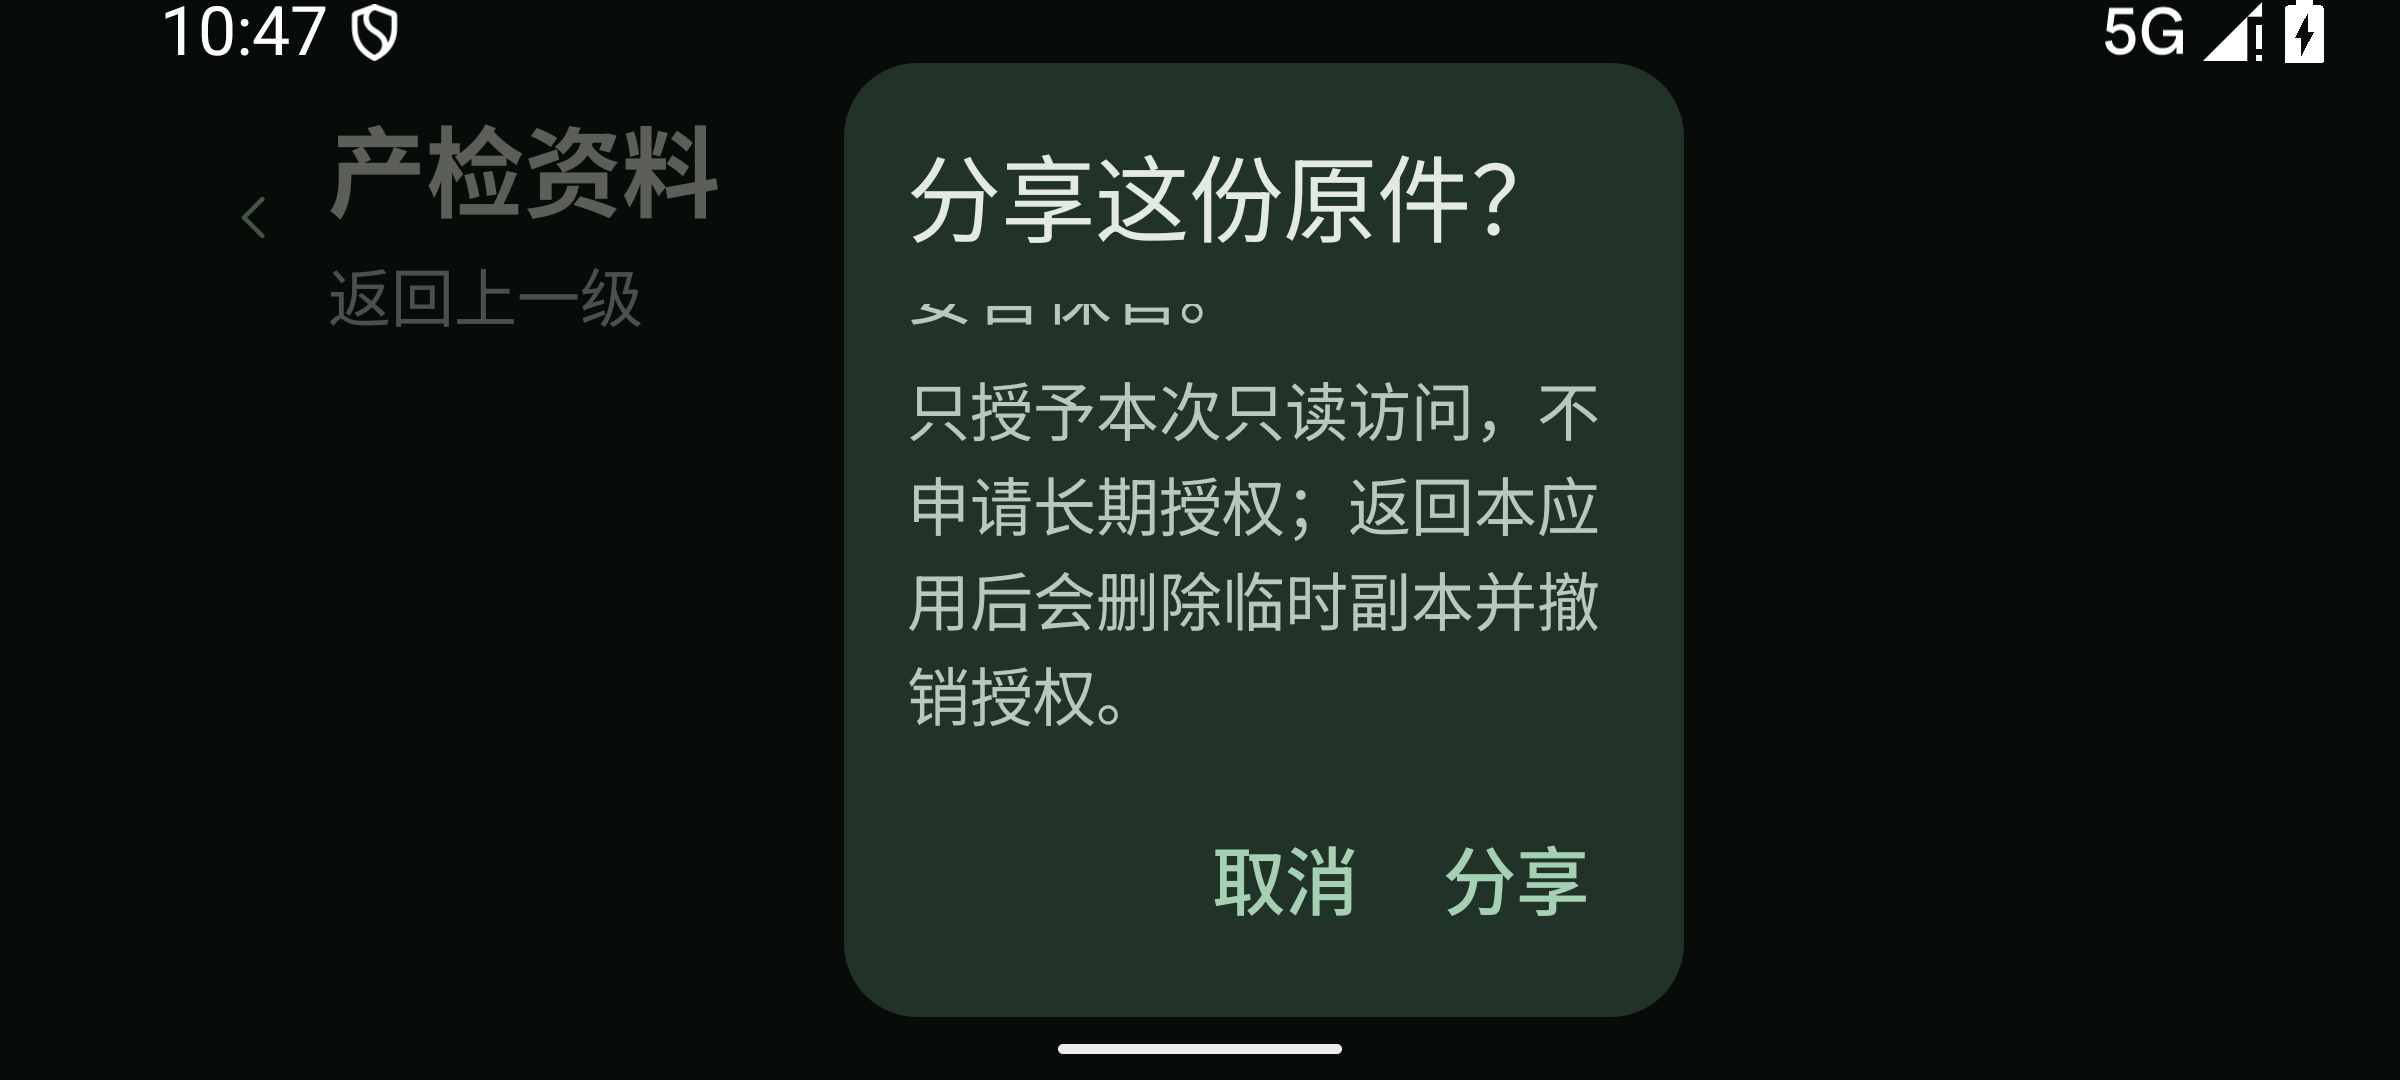 10:47
5G
产检资料
返回上一级
分享这份原件？
只授予本次只读访问，不
申请长期授权；返回本应
用后会删除临时副本并撤
销授权。
取消
分享